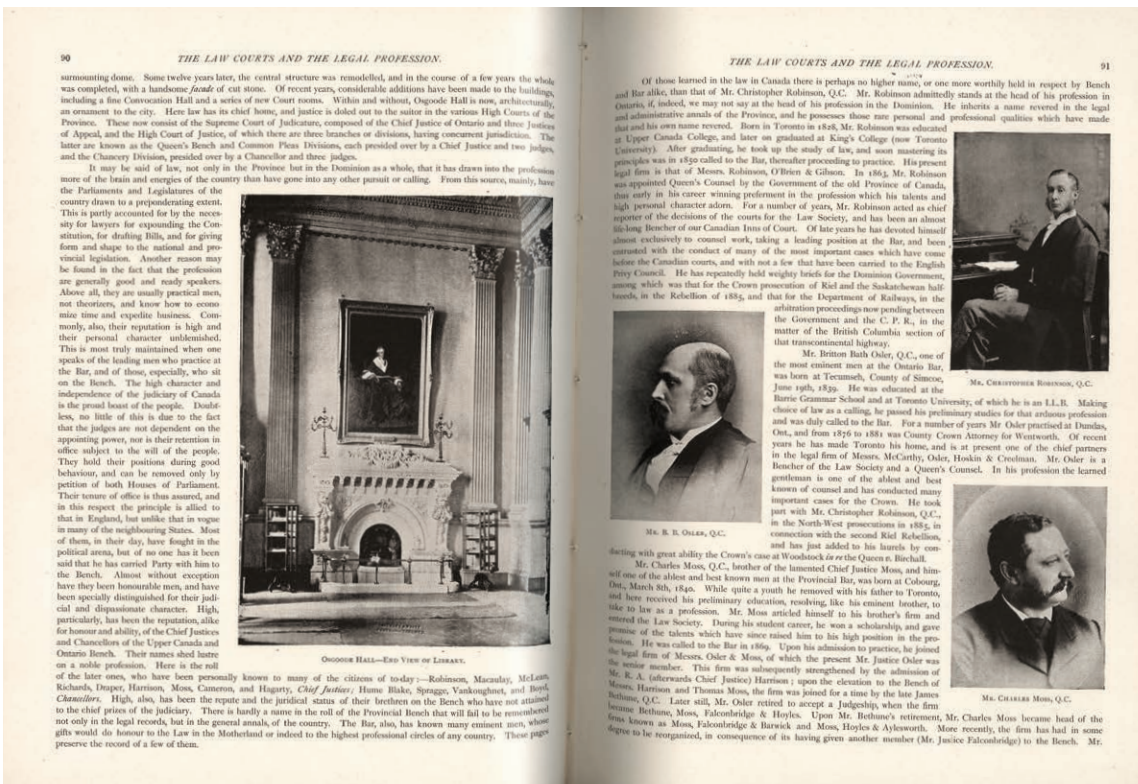 90
THE LAW COURTS AND THE LEGAL PROFESSION.
surmounting dome. Some twelve years later, the central structure was remodelled, and in the course of a few years the whole
was completed, with a handsome facade of cut stone. Of recent years, considerable additions have been made to the buildings,
including a fine Convocation Hall and a series of new Court rooms. Within and without, Osgoode Hall is now, architecturally,
an ornament to the city. Here law has its chief home, and justice is doled out to the suitor in the various High Courts of the
Province. These now consist of the Supreme Court of Judicature, composed of the Chief Justice of Ontario and three Justices
of Appeal, and the High Court of Justice, of which there are three branches or divisions, having concurrent jurisdiction. The
latter are known as the Queen's Bench and Common Pleas Divisions, each presided over by a Chief Justice and two judges,
and the Chancery Division, presided over by a Chancellor and three judges.
It may be said of law, not only in the Province but in the Dominion as a whole, that it has drawn into the profession
more of the brain and energies of the country than have gone into any other pursuit or calling. From this source, mainly, have
the Parliaments and Legislatures of the
country drawn to a preponderating extent.
This is partly accounted for by the neces-
sity for lawyers for expounding the Con-
stitution, for drafting Bills, and for giving
form and shape to the national and pro-
vincial legislation. Another reason may
be found in the fact that the profession
are generally good and ready speakers.
Above all, they are usually practical men,
not theorizers, and know how to econo
mize time and expedite business. Com-
monly, also, their reputation is high and
their personal character unblemished.
This is most truly maintained when one
speaks of the leading men who practice at
the Bar, and of those, especially, who sit
on the Bench. The high character and
independence of the judiciary of Canada
is the proud boast of the people. Doubt-
less, no little of this is due to the fact
that the judges are not dependent on the
appointing power, nor is their retention in
office subject to the will of the people.
They hold their positions during good
behaviour, and can be removed only by
petition of both Houses of Parliament.
Their tenure of office is thus assured, and
in this respect the principle is allied to
that in England, but unlike that in vogue
in many of the neighbouring States. Most
of them, in their day, have fought in the
political arena, but of no one has it been
said that he has carried Party with him to
the Bench. Almost without exception
have they been honourable men, and have
been specially distinguished for their judi-
cial and dispassionate character. High,
particularly, has been the reputation, alike
for honour and ability, of the Chief Justices
and Chancellors of the Upper Canada and
Ontario Bench. Their names shed lustre
on a noble profession. Here is the roll
OSGOODE HALL—END VIEW OF LIBRARY.
of the later ones, who have been personally known to many of the citizens of to-day:—Robinson, Macaulay, McLean,
Richards, Draper, Harrison, Moss, Cameron, and Hagarty, Chief Justices; Hume Blake, Spragge, Vankoughnet, and Boyd,
Chancellors. High, also, has been the repute and the juridical status of their brethren on the Bench who have not attained
to the chief prizes of the judiciary. There is hardly a name in the roll of the Provincial Bench that will fail to be remembered
not only in the legal records, but in the general annals, of the country. The Bar, also, has known many eminent men, whose
gifts would do honour to the Law in the Motherland or indeed to the highest professional circles of any country. These pages
preserve the record of a few of them.
THE LAW COURTS AND THE LEGAL PROFESSION.
91
Of those learned in the law in Canada there is perhaps no higher name, or one more worthily held in respect by Bench
and Bar alike, than that of Mr. Christopher Robinson, Q.C. Mr. Robinson admittedly stands at the head of his profession in
Ontario, if, indeed, we may not say at the head of his profession in the Dominion. He inherits a name revered in the legal
and administrative annals of the Province, and he possesses those rare personal and professional qualities which have made
that and his own name revered. Born in Toronto in 1828, Mr. Robinson was educated
at Upper Canada College, and later on graduated at King's College (now Toronto
University). After graduating, he took up the study of law, and soon mastering its
principles was in 1850 called to the Bar, thereafter proceeding to practice. His present
legal firm is that of Messrs. Robinson, O'Brien & Gibson. In 1863, Mr. Robinson
was appointed Queen's Counsel by the Government of the old Province of Canada,
thus early in his career winning preferment in the profession which his talents and
high personal character adorn. For a number of years, Mr. Robinson acted as chief
reporter of the decisions of the courts for the Law Society, and has been an almost
life-long Bencher of our Canadian Inns of Court. Of late years he has devoted himself
almost exclusively to counsel work, taking a leading position at the Bar, and been
entrusted with the conduct of many of the most important cases which have come
before the Canadian courts, and with not a few that have been carried to the English
Privy Council. He has repeatedly held weighty briefs for the Dominion Government,
among which was that for the Crown prosecution of Riel and the Saskatchewan half-
breeds, in the Rebellion of 1885, and that for the Department of Railways, in the
arbitration proceedings now pending between
the Government and the C. P. R., in the
matter of the British Columbia section of
that transcontinental highway.
MR. CHRISTOPHER ROBINSON, Q.C.
Mr. Britton Bath Osler, Q.C., one of
the most eminent men at the Ontario Bar,
was born at Tecumseh, County of Simcoe,
June 19th, 1839. He was educated at the
Barrie Grammar School and at Toronto University, of which he is an LL.B. Making
choice of law as a calling, he passed his preliminary studies for that arduous profession
and was duly called to the Bar. For a number of years Mr Osler practised at Dundas,
Ont., and from 1876 to 1881 was County Crown Attorney for Wentworth. Of recent
years he has made Toronto his home, and is at present one of the chief partners
in the legal firm of Messrs. McCarthy, Osler, Hoskin & Creelman. Mr. Osler is a
Bencher of the Law Society and a Queen's Counsel. In his profession the learned
gentleman is one of the ablest and best
known of counsel and has conducted many
important cases for the Crown. He took
part with Mr. Christopher Robinson, Q.C.,
in the North-West prosecutions in 1885, in
connection with the second Riel Rebellion,
and has just added to his laurels by con-
MR. B. B. OSLER, Q.C.
ducting with great ability the Crown's case at Woodstock in re the Queen v. Birchall.
Mr. Charles Moss, Q.C., brother of the lamented Chief Justice Moss, and him-
self one of the ablest and best known men at the Provincial Bar, was born at Cobourg,
Ont., March 8th, 1840. While quite a youth he removed with his father to Toronto,
and here received his preliminary education, resolving, like his eminent brother, to
take to law as a profession. Mr. Moss articled himself to his brother's firm and
entered the Law Society. During his student career, he won a scholarship, and gave
promise of the talents which have since raised him to his high position in the pro-
fession. He was called to the Bar in 1869. Upon his admission to practice, he joined
the legal firm of Messrs. Osler & Moss, of which the present Mr. Justice Osler was
the senior member. This firm was subsequently strengthened by the admission of
Mr. R. A. (afterwards Chief Justice) Harrison; upon the elevation to the Bench of
Messrs. Harrison and Thomas Moss, the firm was joined for a time by the late James
Bethune, Q.C. Later still, Mr. Osler retired to accept a Judgeship, when the firm
MR. CHARLES MOSS, Q.C.
became Bethune, Moss, Falconbridge & Hoyles. Upon Mr. Bethune's retirement, Mr. Charles Moss became head of the
firms known as Moss, Falconbridge & Barwick and Moss, Hoyles & Aylesworth. More recently, the firm has had in some
degree to be reorganized, in consequence of its having given another member (Mr. Justice Falconbridge) to the Bench. Mr.